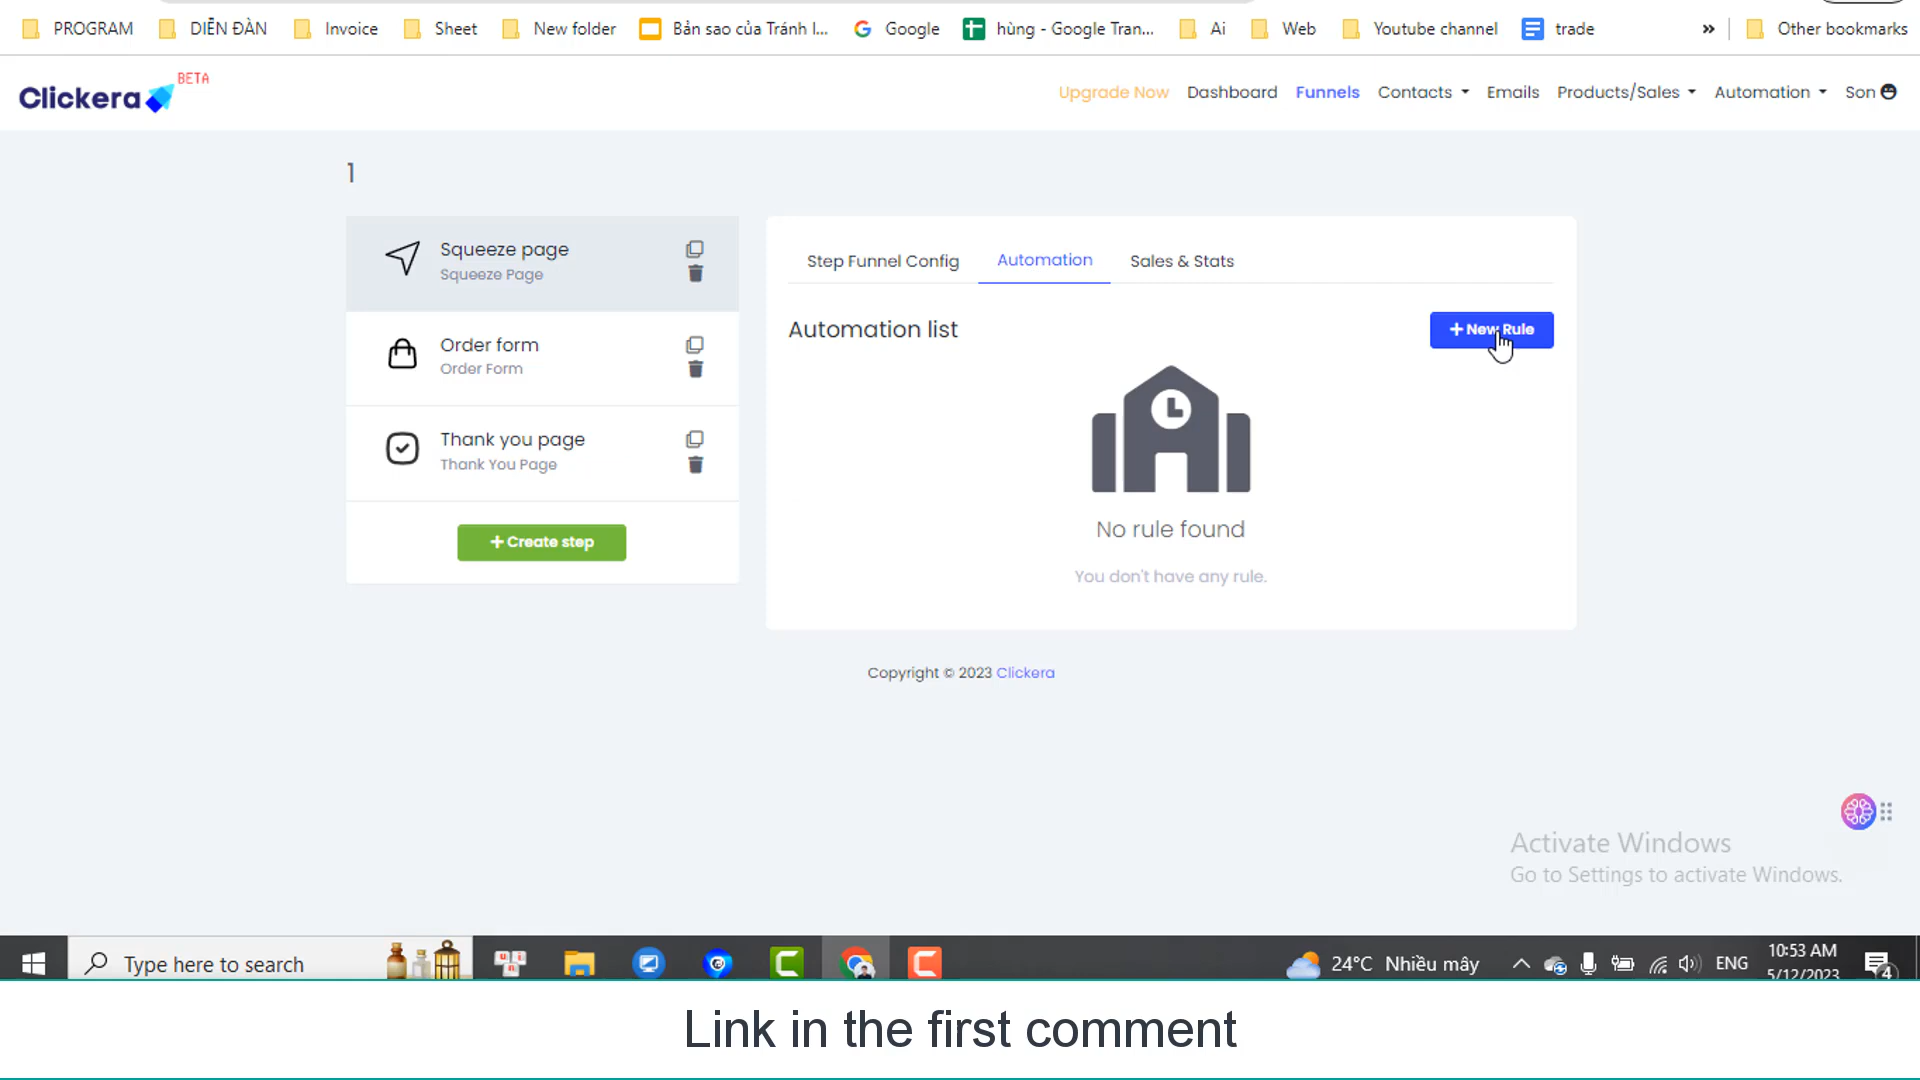 PROGRAM DIỄN ĐÀN Invoice Sheet New folder Bản sao của Tránh l... Google hùng - Google Tran... Ai Web Youtube channel trade » Other bookmarks
Clickera BETA
Upgrade Now Dashboard Funnels Contacts Emails Products/Sales Automation Son
1
Squeeze page
Squeeze Page
Order form
Order Form
Thank you page
Thank You Page
+ Create step
Step Funnel Config Automation Sales & Stats
Automation list
+ New Rule
No rule found
You don't have any rule.
Copyright © 2023 Clickera
Activate Windows
Go to Settings to activate Windows.
Type here to search
24°C Nhiều mây
ENG
10:53 AM
5/12/2023
4
Link in the first comment